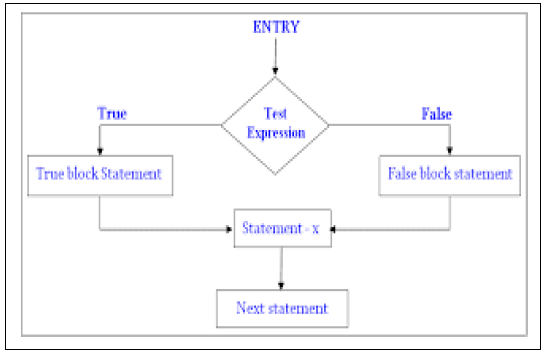 ENTRY
Test
Expression
True
False
True block Statement
False block statement
Statement - x
Next statement